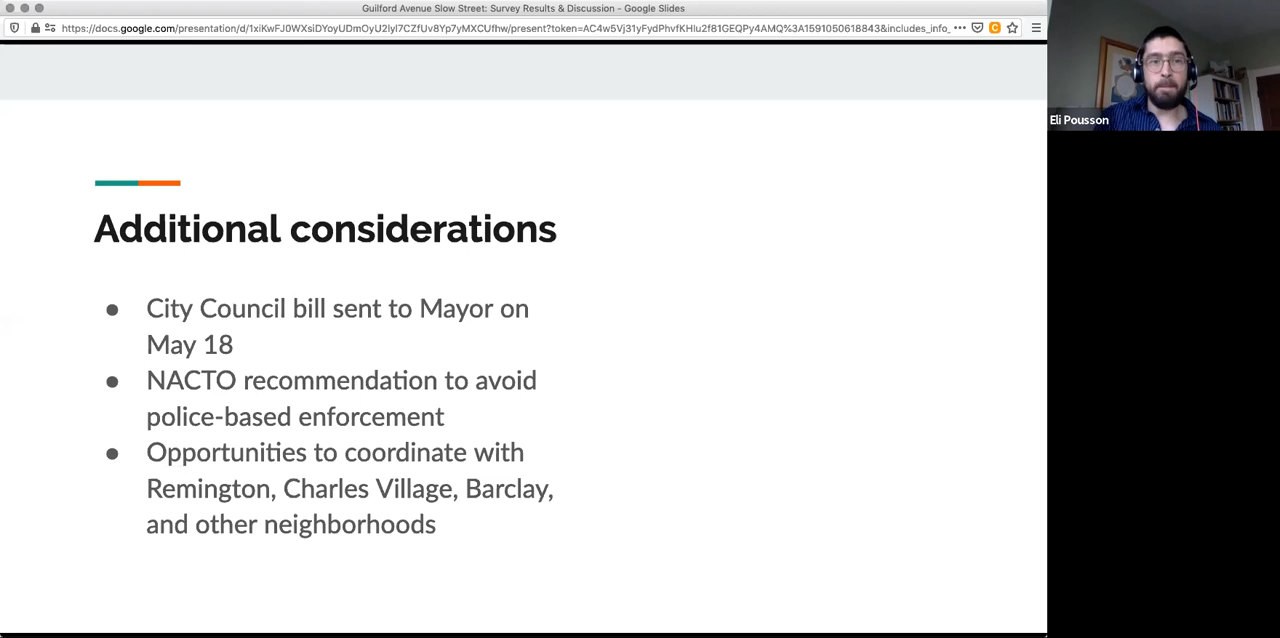 Guilford Avenue Slow Street: Survey Results & Discussion - Google Slides
Eli Pousson
Additional considerations
● City Council bill sent to Mayor on
May 18
● NACTO recommendation to avoid
police-based enforcement
● Opportunities to coordinate with
Remington, Charles Village, Barclay,
and other neighborhoods